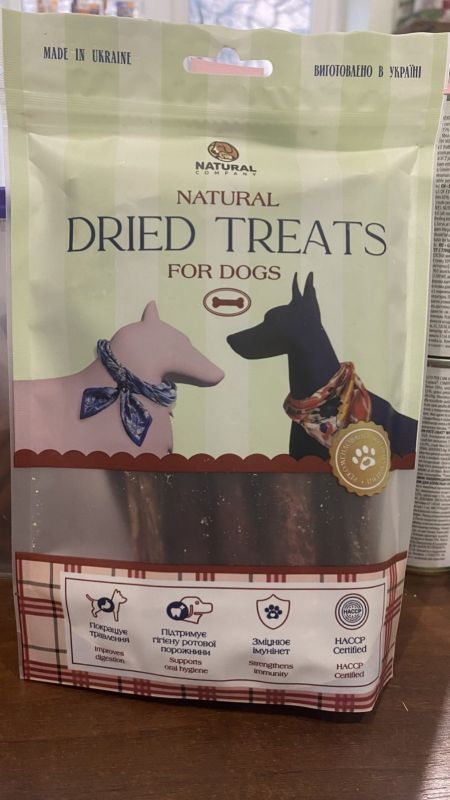 MADE IN UKRAINE
ВИГОТОВЛЕНО В УКРАЇНІ
NATURAL
COMPANY
NATURAL
DRIED TREATS
FOR DOGS
Покращує
травлення
improves
digestion
Підтримує
гігієну ротової
порожнини
supports
oral hygiene
Зміцнює
імунітет
strengthens
immunity
HACCP
HACCP
Certified
HACCP
Certified